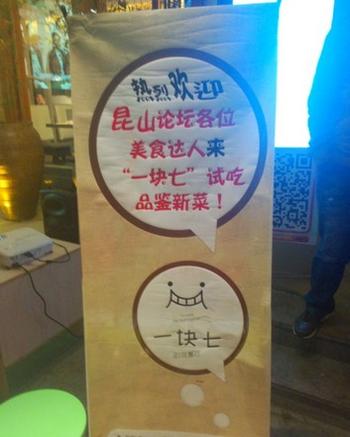 热烈欢迎
昆山论坛各位
美食达人来
“一块七”试吃
品鉴新菜！
一块七